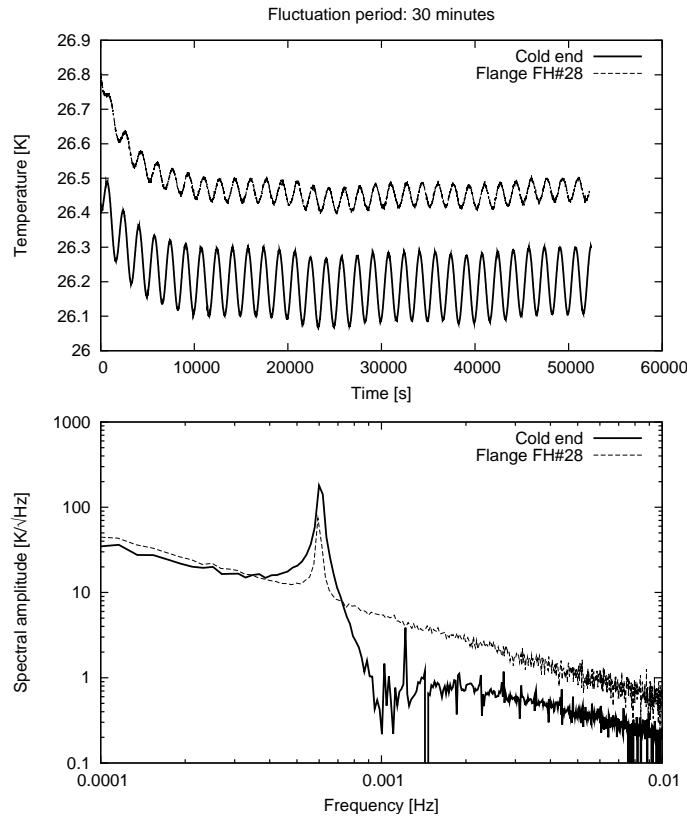 Fluctuation period: 30 minutes
26.9
26.8
26.7
26.6
26.5
26.4
26.3
26.2
26.1
26
Temperature [K]
Cold end
Flange FH#28
0
10000
20000
30000
40000
50000
60000
Time [s]
1000
100
10
1
0.1
Spectral amplitude [K/√Hz]
Cold end
Flange FH#28
0.0001
0.001
0.01
Frequency [Hz]